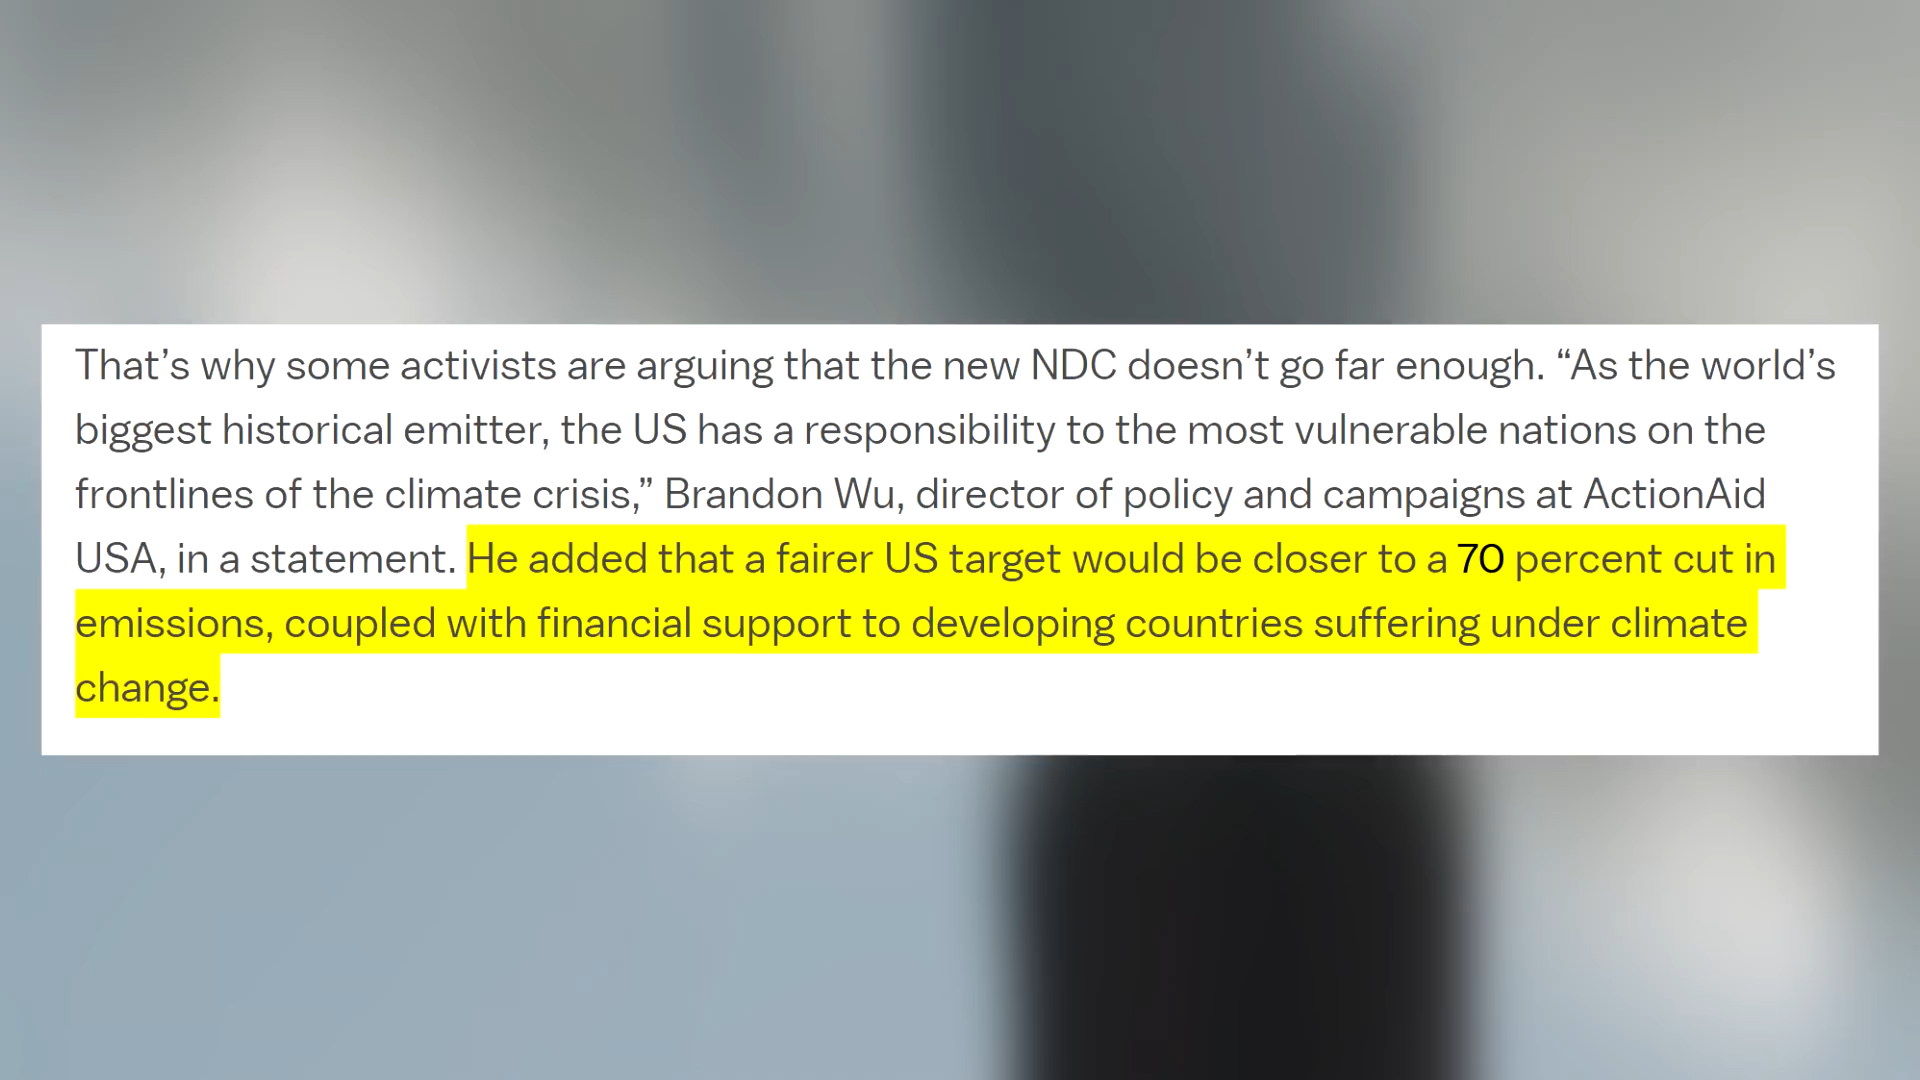 That’s why some activists are arguing that the new NDC doesn’t go far enough. “As the world’s
biggest historical emitter, the US has a responsibility to the most vulnerable nations on the
frontlines of the climate crisis,” Brandon Wu, director of policy and campaigns at ActionAid
USA, in a statement. He added that a fairer US target would be closer to a 70 percent cut in
emissions, coupled with financial support to developing countries suffering under climate
change.